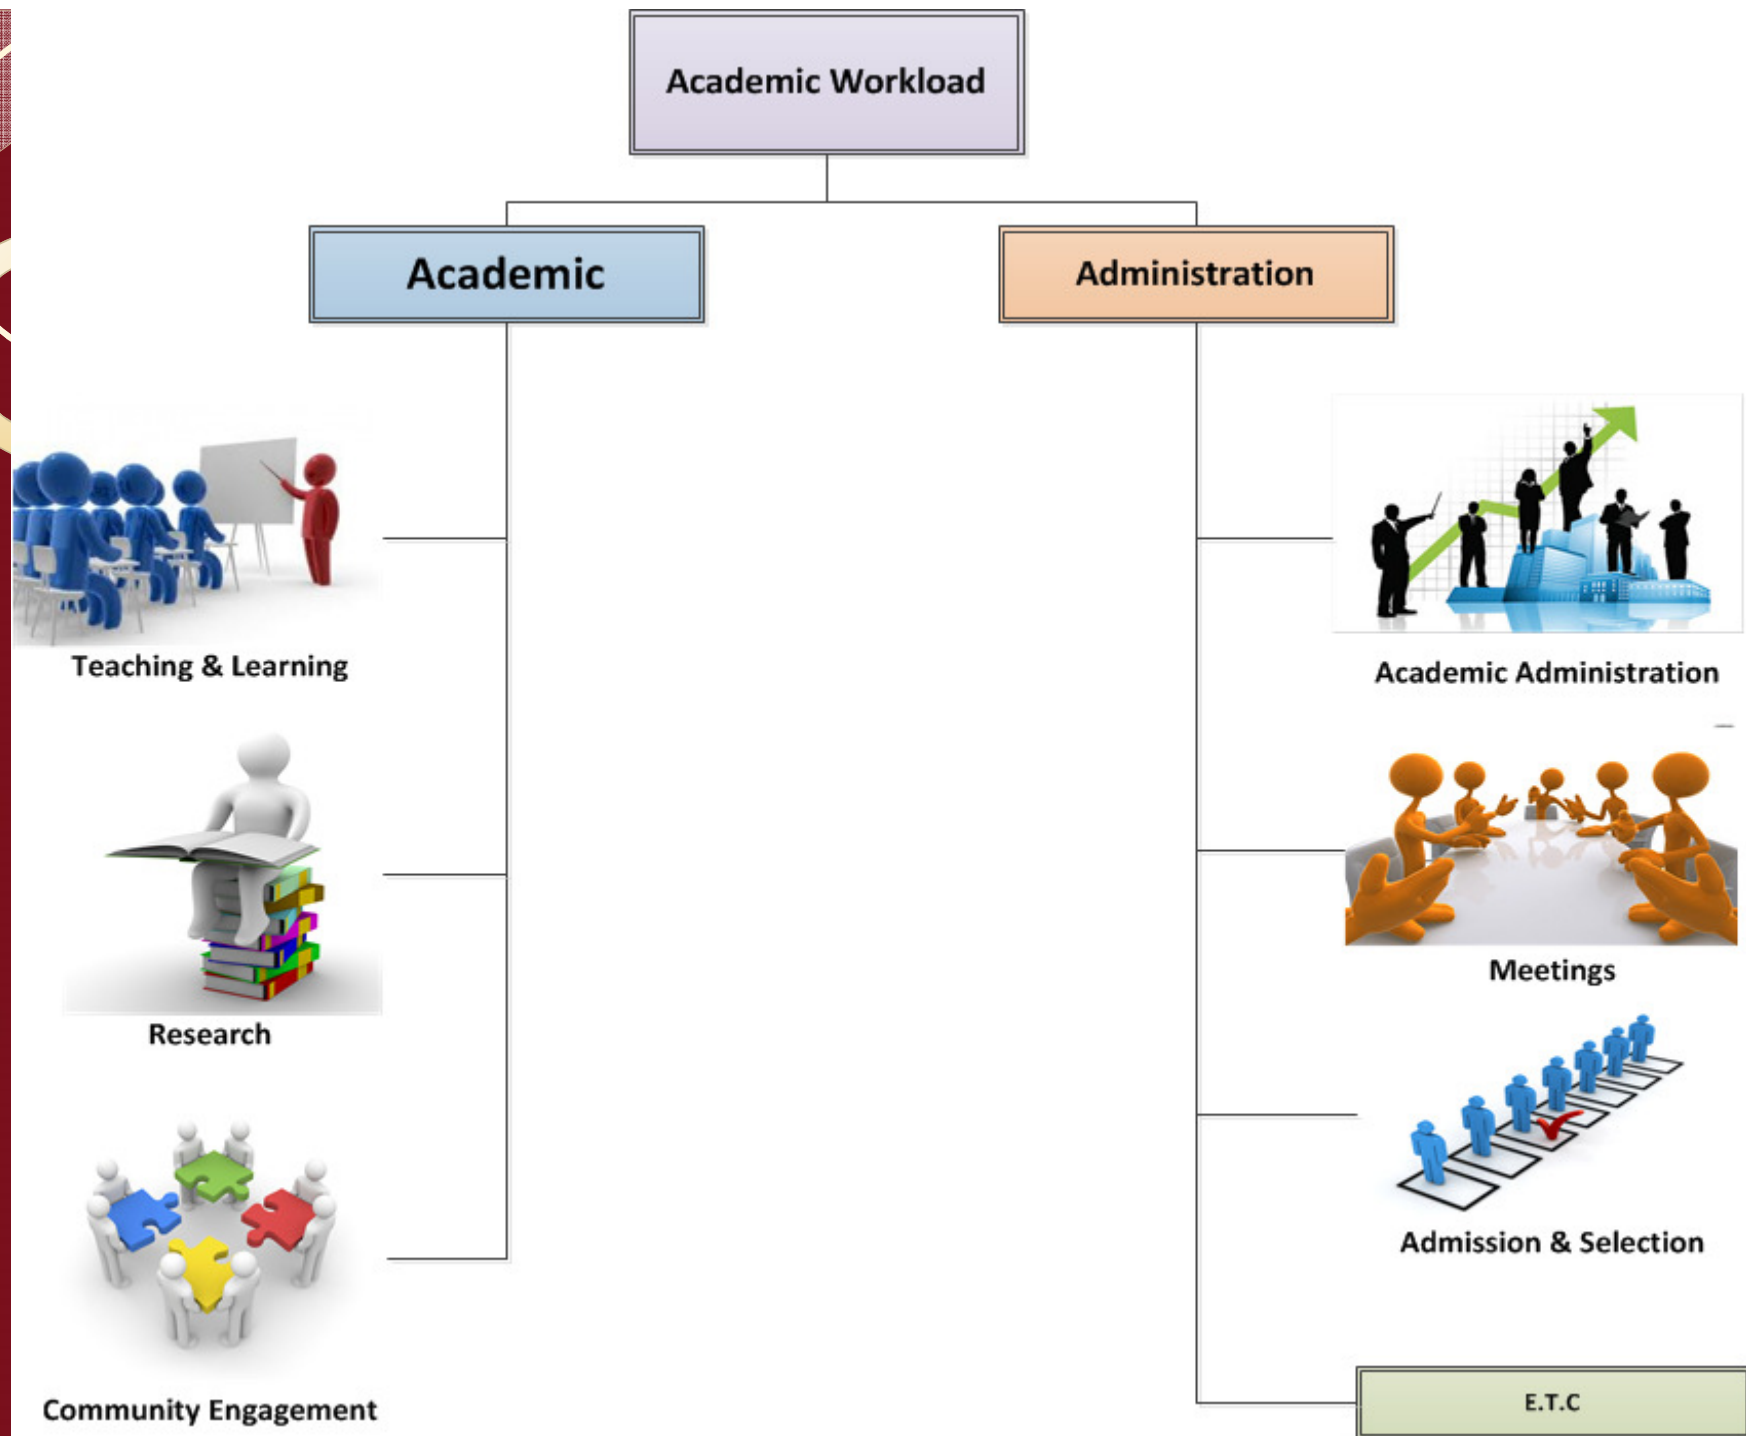 Academic Workload
Academic
Administration
Teaching & Learning
Research
Community Engagement
Academic Administration
Meetings
Admission & Selection
E.T.C